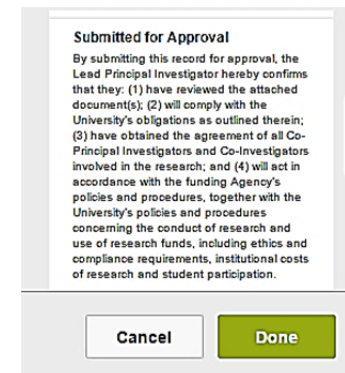 Submitted for Approval
By submitting this record for approval, the
Lead Principal Investigator hereby confirms
that they: (1) have reviewed the attached
document(s); (2) will comply with the
University's obligations as outlined therein;
(3) have obtained the agreement of all Co-
Principal Investigators and Co-Investigators
involved in the research; and (4) will act in
accordance with the funding Agency's
policies and procedures, together with the
University's policies and procedures
concerning the conduct of research and
use of research funds, including ethics and
compliance requirements, institutional costs
of research and student participation.
Cancel Done